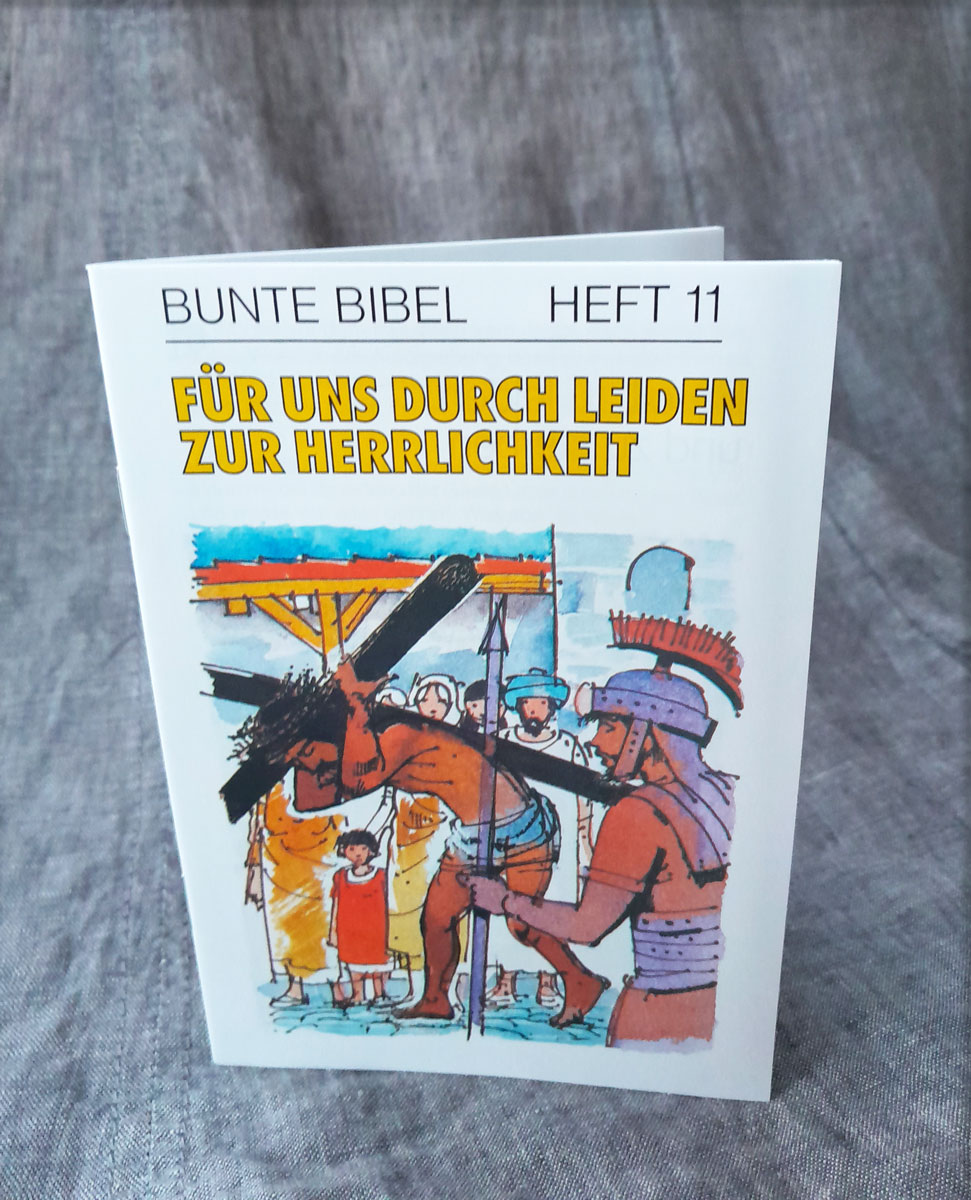 BUNTE BIBEL HEFT 11
FÜR UNS DURCH LEIDEN
ZUR HERRLICHKEIT